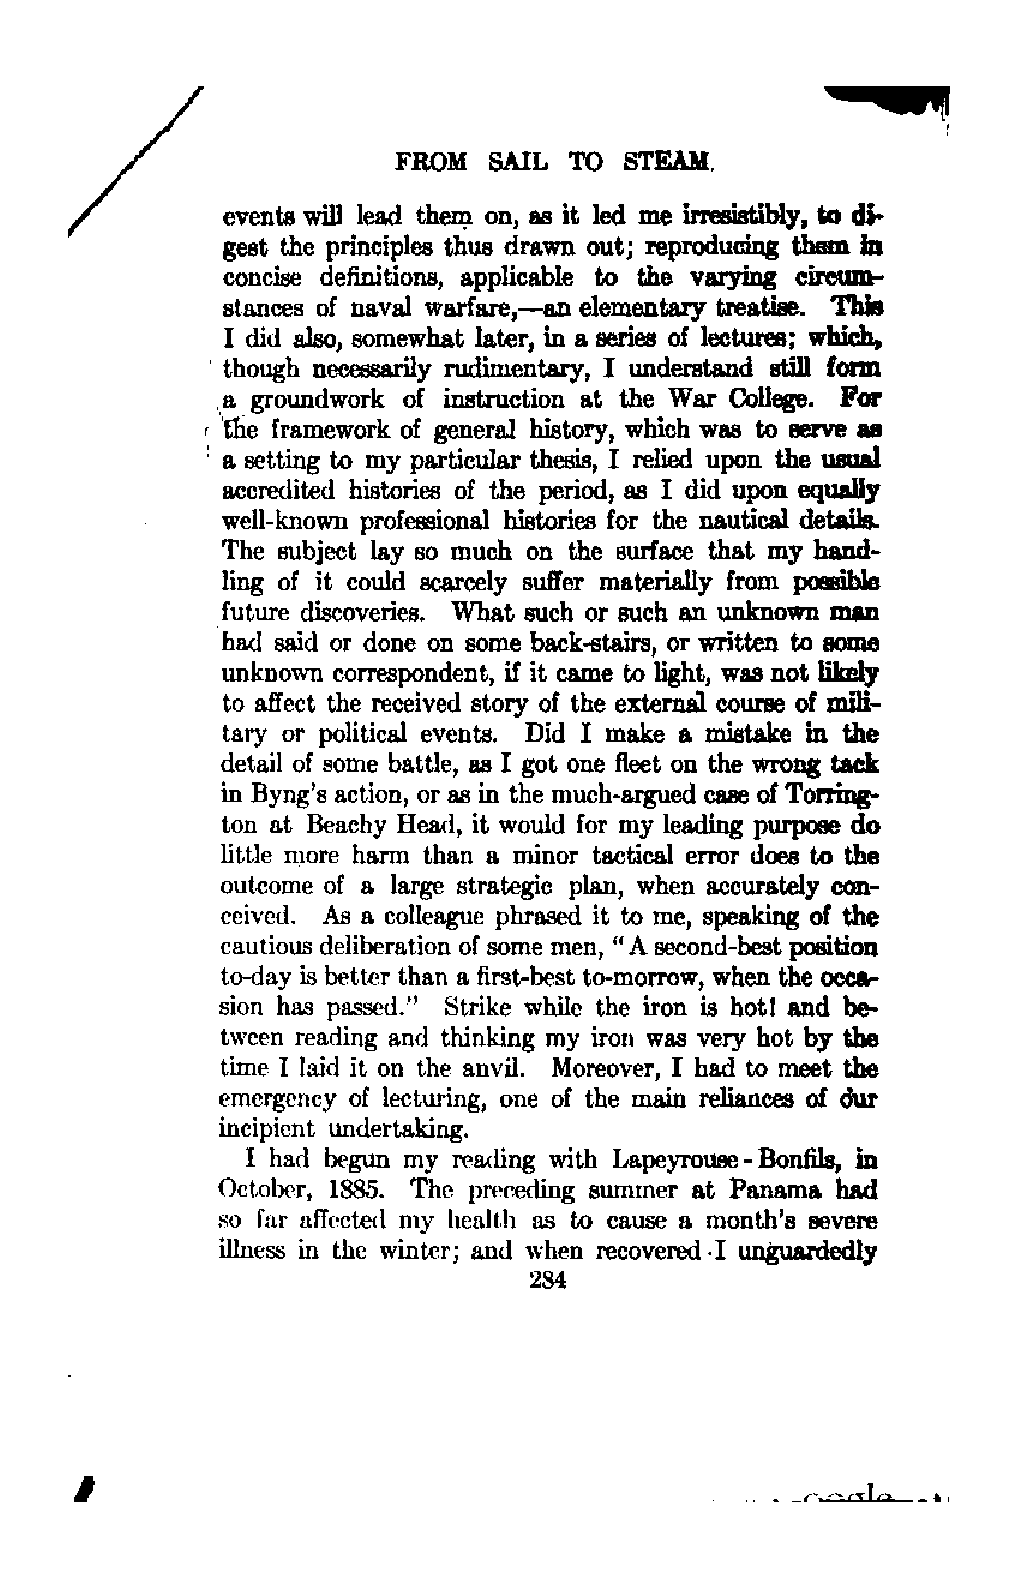 FROM SAIL TO STEAM.
events will lead them on, as it led me irresistibly, to di-
gest the principles thus drawn out; reproducing them in
concise definitions, applicable to the varying circum-
stances of naval warfare,—an elementary treatise. This
I did also, somewhat later, in a series of lectures; which,
though necessarily rudimentary, I understand still form
a groundwork of instruction at the War College. For
the framework of general history, which was to serve as
a setting to my particular thesis, I relied upon the usual
accredited histories of the period, as I did upon equally
well-known professional histories for the nautical details.
The subject lay so much on the surface that my hand-
ling of it could scarcely suffer materially from possible
future discoveries. What such or such an unknown man
had said or done on some back-stairs, or written to some
unknown correspondent, if it came to light, was not likely
to affect the received story of the external course of mili-
tary or political events. Did I make a mistake in the
detail of some battle, as I got one fleet on the wrong tack
in Byng's action, or as in the much-argued case of Torring-
ton at Beachy Head, it would for my leading purpose do
little more harm than a minor tactical error does to the
outcome of a large strategic plan, when accurately con-
ceived. As a colleague phrased it to me, speaking of the
cautious deliberation of some men, "A second-best position
to-day is better than a first-best to-morrow, when the occa-
sion has passed." Strike while the iron is hot! and be-
tween reading and thinking my iron was very hot by the
time I laid it on the anvil. Moreover, I had to meet the
emergency of lecturing, one of the main reliances of our
incipient undertaking.
I had begun my reading with Lapeyrouse-Bonfils, in
October, 1885. The preceding summer at Panama had
so far affected my health as to cause a month's severe
illness in the winter; and when recovered I unguardedly
284